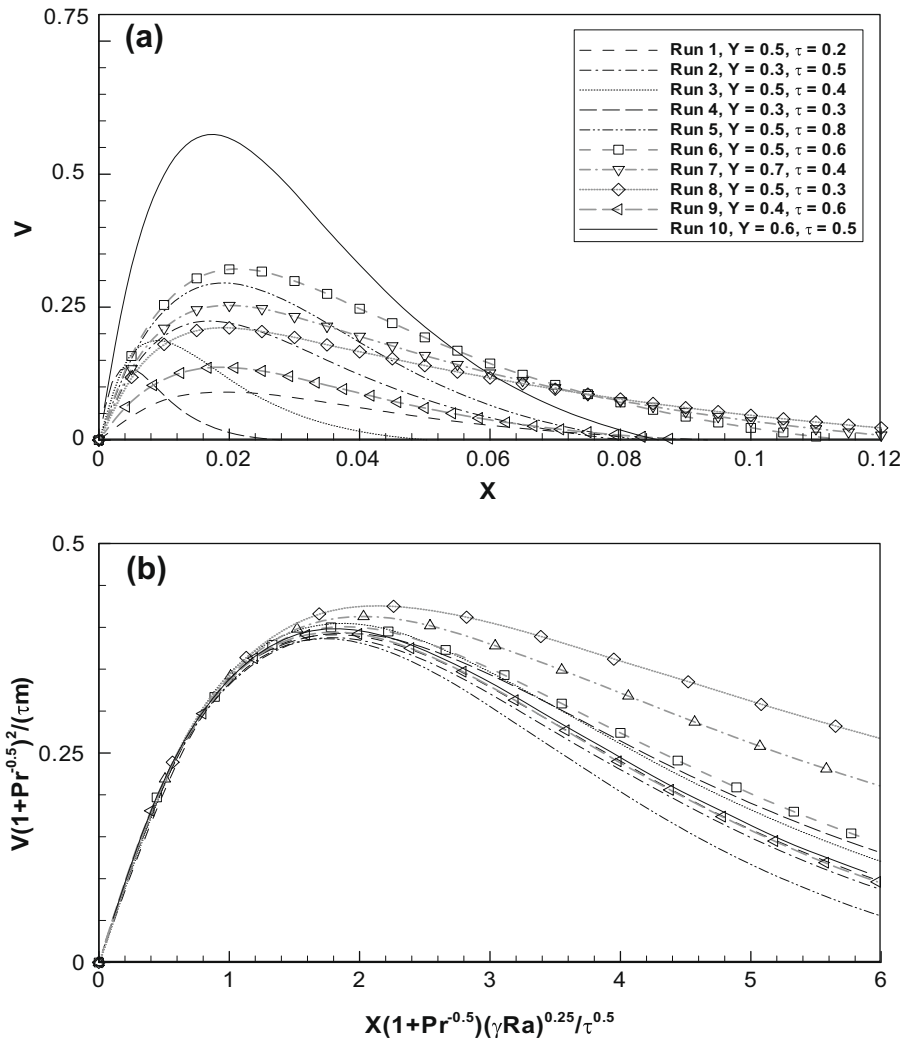 (a)
0.75
0.5
0.25
0
V
Run 1, Y = 0.5, τ = 0.2
Run 2, Y = 0.3, τ = 0.5
Run 3, Y = 0.5, τ = 0.4
Run 4, Y = 0.3, τ = 0.3
Run 5, Y = 0.5, τ = 0.8
Run 6, Y = 0.5, τ = 0.6
Run 7, Y = 0.7, τ = 0.4
Run 8, Y = 0.5, τ = 0.3
Run 9, Y = 0.4, τ = 0.6
Run 10, Y = 0.6, τ = 0.5
0 0.02 0.04 0.06 0.08 0.1 0.12
X
(b)
0.5
0.25
0
V(1+Pr^-0.5)^2/(τm)
0 1 2 3 4 5 6
X(1+Pr^-0.5)(γRa)^0.25/τ^0.5